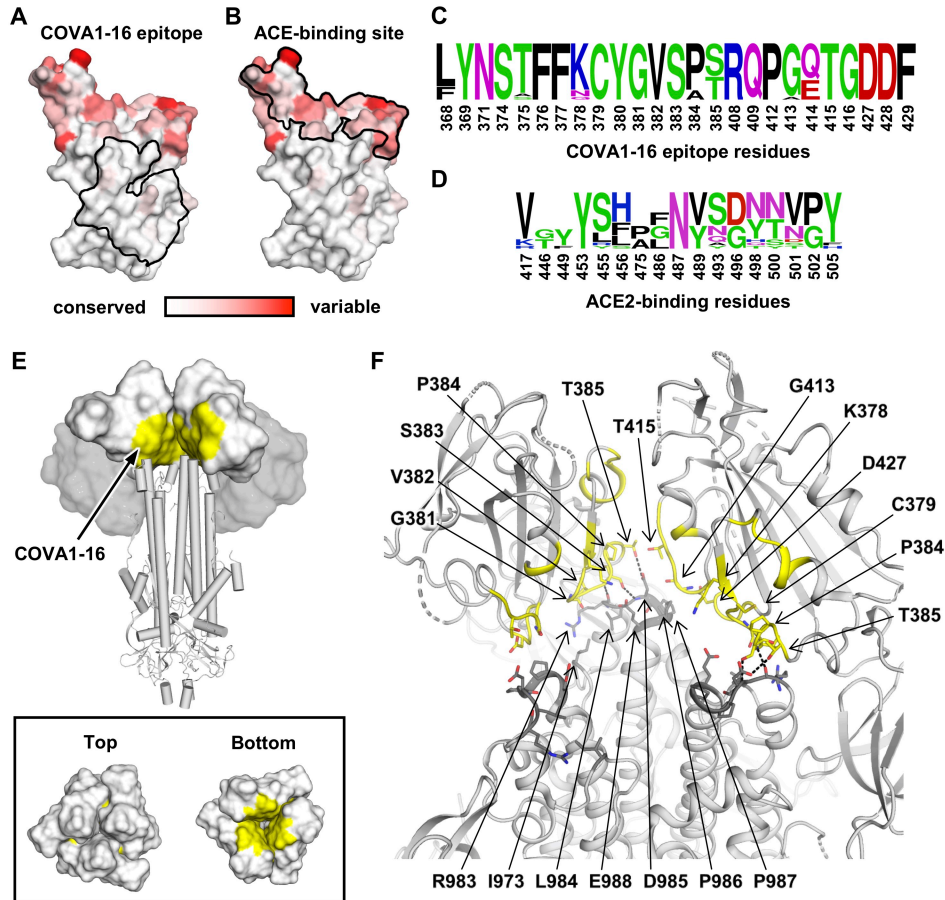 A
COVA1-16 epitope
B
ACE-binding site
conserved
variable
C
LYNSTFFKCYGVSPSRQPGQTGDDF
F S N S A T A E
368 369 371 374 375 376 377 378 379 380 381 382 383 384 385 408 409 412 413 414 415 416 427 428 429
COVA1-16 epitope residues
D
417 446 449 453 455 456 475 486 487 489 493 496 498 500 501 502 505
ACE2-binding residues
E
COVA1-16
Top
Bottom
F
P384
T385
G413
S383
T415
K378
V382
D427
G381
C379
P384
T385
R983 I973 L984 E988 D985 P986 P987